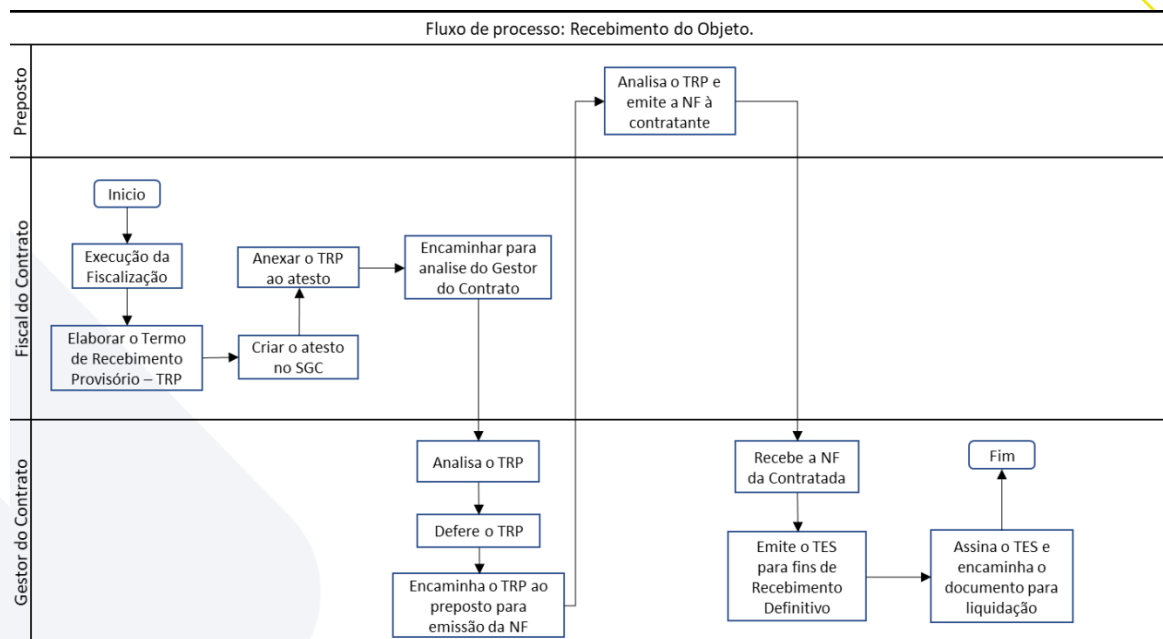 Fluxo de processo: Recebimento do Objeto.
Preposto
Analisa o TRP e
emite a NF à
contratante
Fiscal do Contrato
Inicio
Execução da
Fiscalização
Elaborar o Termo
de Recebimento
Provisório – TRP
Criar o atesto
no SGC
Anexar o TRP
ao atesto
Encaminhar para
analise do Gestor
do Contrato
Gestor do Contrato
Analisa o TRP
Defere o TRP
Encaminha o TRP ao
preposto para
emissão da NF
Recebe a NF
da Contratada
Emite o TES
para fins de
Recebimento
Definitivo
Assina o TES e
encaminha o
documento para
liquidação
Fim